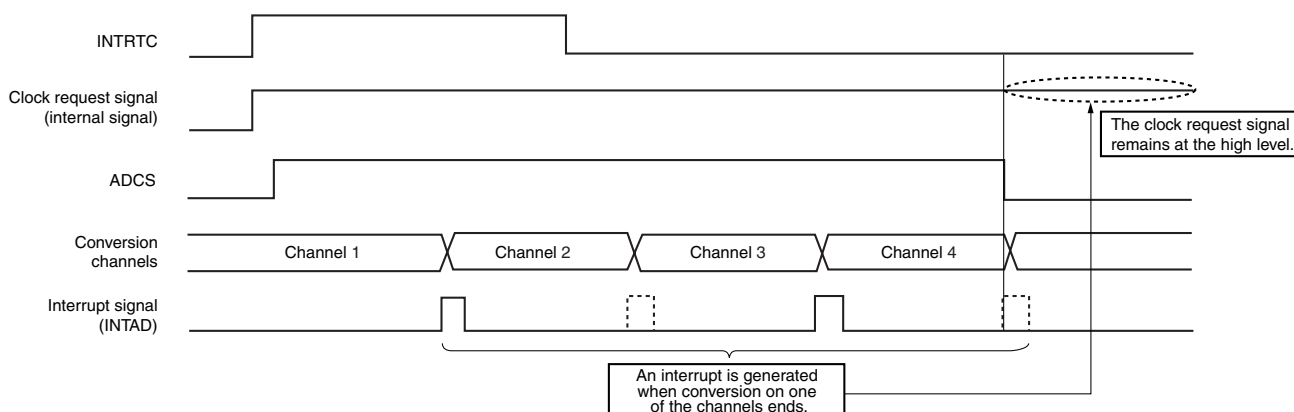 INTRTC
Clock request signal
(internal signal)
The clock request signal
remains at the high level.
ADCS
Conversion
channels
Channel 1
Channel 2
Channel 3
Channel 4
Interrupt signal
(INTAD)
An interrupt is generated
when conversion on one
of the channels ends.